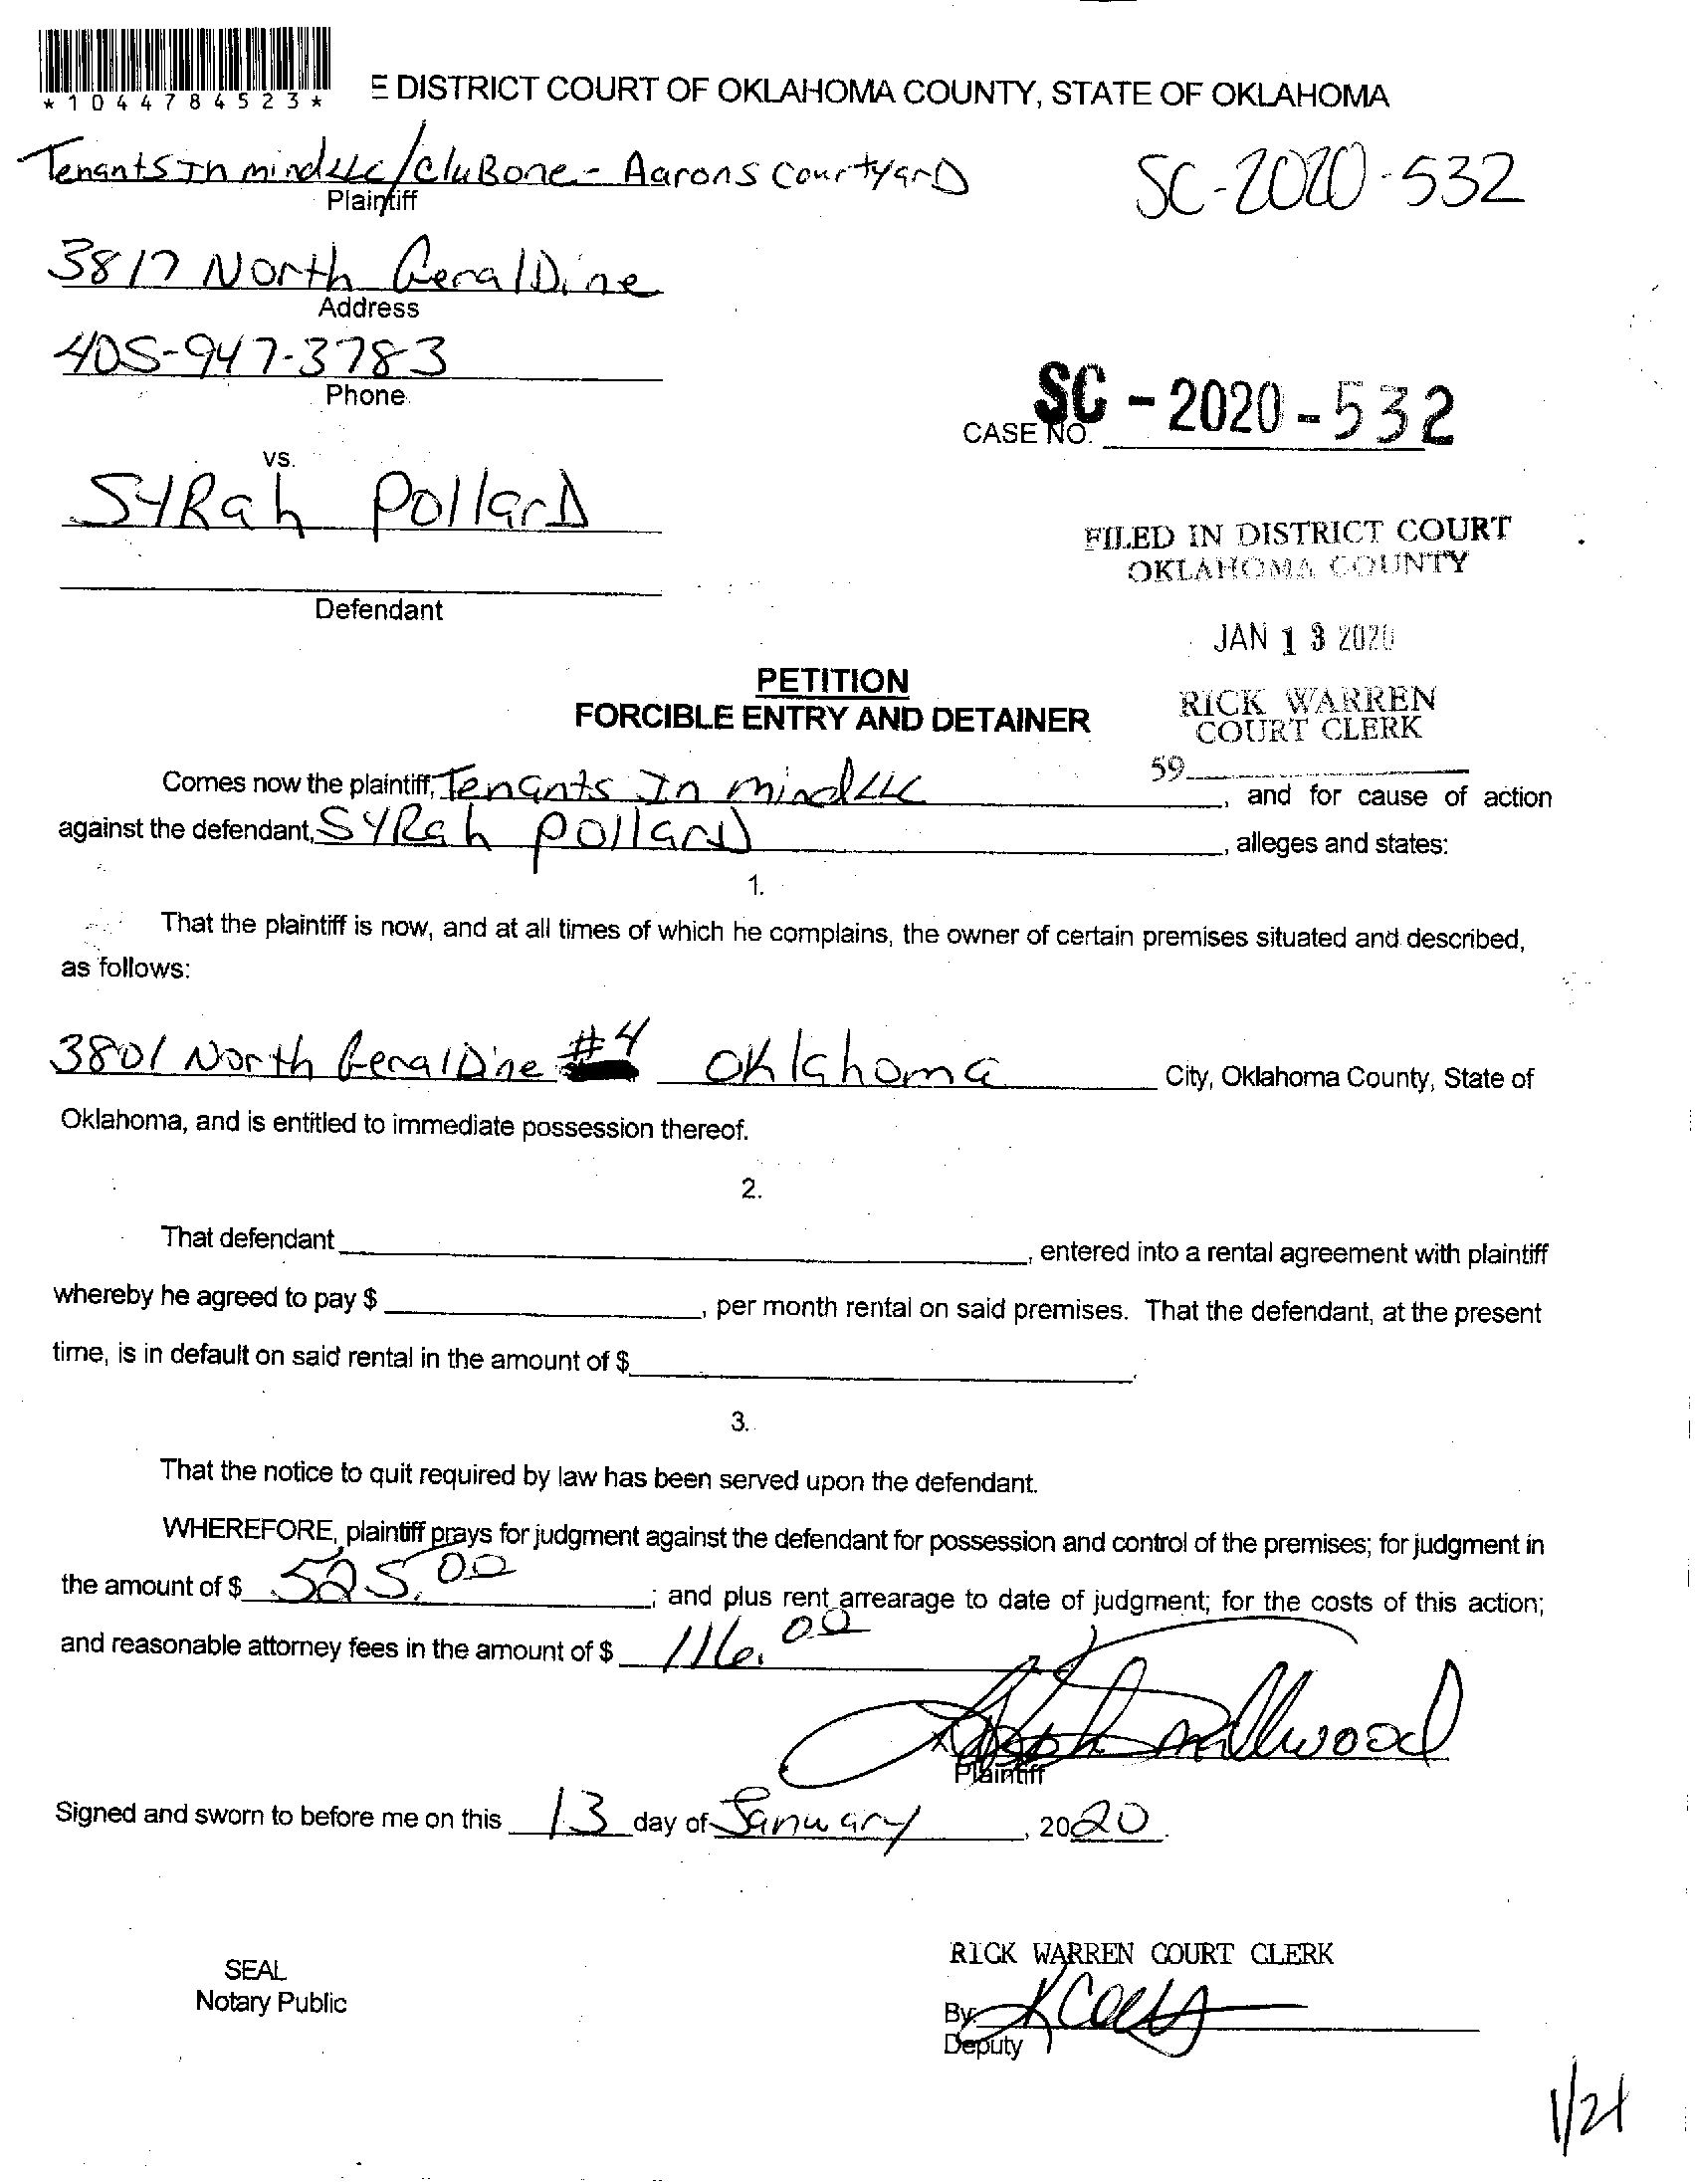 *1044784523*
E DISTRICT COURT OF OKLAHOMA COUNTY, STATE OF OKLAHOMA
Tenants In mind LLC/CluBone - Aarons CourtyarD
SC-2020-532
Plaintiff
3817 North GeralDine
Address
405-947-3783
Phone
SC-2020-532
CASE NO.
vs.
SYRah PollarD
FILED IN DISTRICT COURT
OKLAHOMA COUNTY
Defendant
JAN 13 2020
PETITION
FORCIBLE ENTRY AND DETAINER
RICK WARREN
COURT CLERK
59
Comes now the plaintiff, Tenants In mind LLC, and for cause of action
against the defendant, SYRah pollarD, alleges and states:
1.
That the plaintiff is now, and at all times of which he complains, the owner of certain premises situated and described,
as follows:
3801 North GeralDine #4 Oklahoma City, Oklahoma County, State of
Oklahoma, and is entitled to immediate possession thereof.
2.
That defendant, entered into a rental agreement with plaintiff
whereby he agreed to pay $, per month rental on said premises. That the defendant, at the present
time, is in default on said rental in the amount of $.
3.
That the notice to quit required by law has been served upon the defendant.
WHEREFORE, plaintiff prays for judgment against the defendant for possession and control of the premises; for judgment in
the amount of $ 525.00; and plus rent arrearage to date of judgment; for the costs of this action;
and reasonable attorney fees in the amount of $ 116.00
Smallwood
Plaintiff
Signed and sworn to before me on this 13 day of January, 2020.
RICK WARREN COURT CLERK
SEAL
Notary Public
By
Deputy
1/21